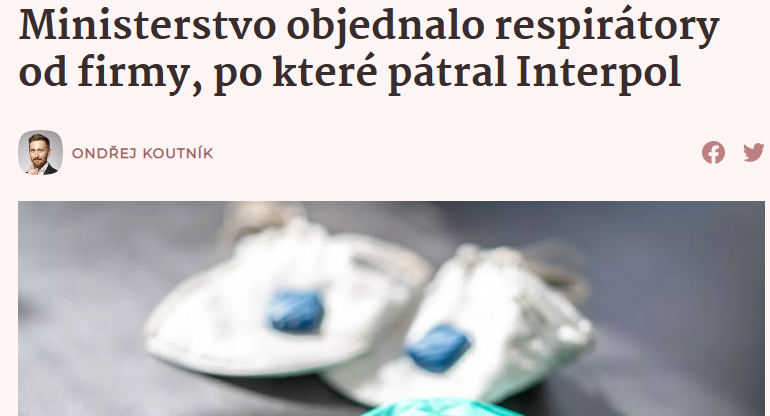 Ministerstvo objednalo respirátory
od firmy, po které pátral Interpol
ONDŘEJ KOUTNÍK